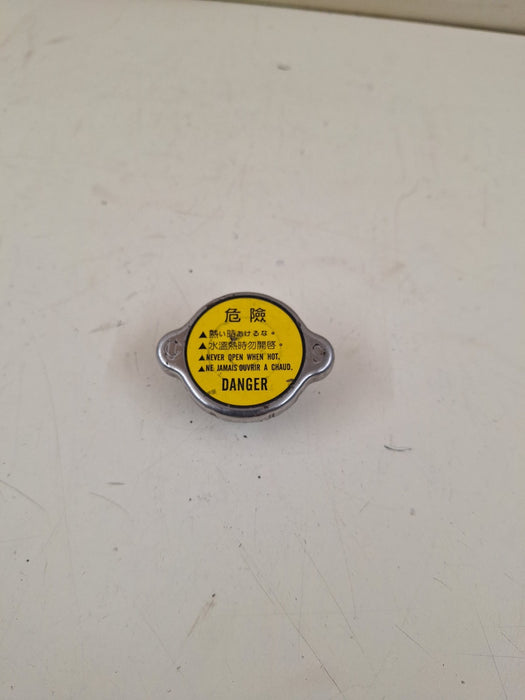 危險
▲熱い時あけるな。
▲水溫熱時勿開啓。
▲NEVER OPEN WHEN HOT.
▲NE JAMAIS OUVRIR A CHAUD.
DANGER